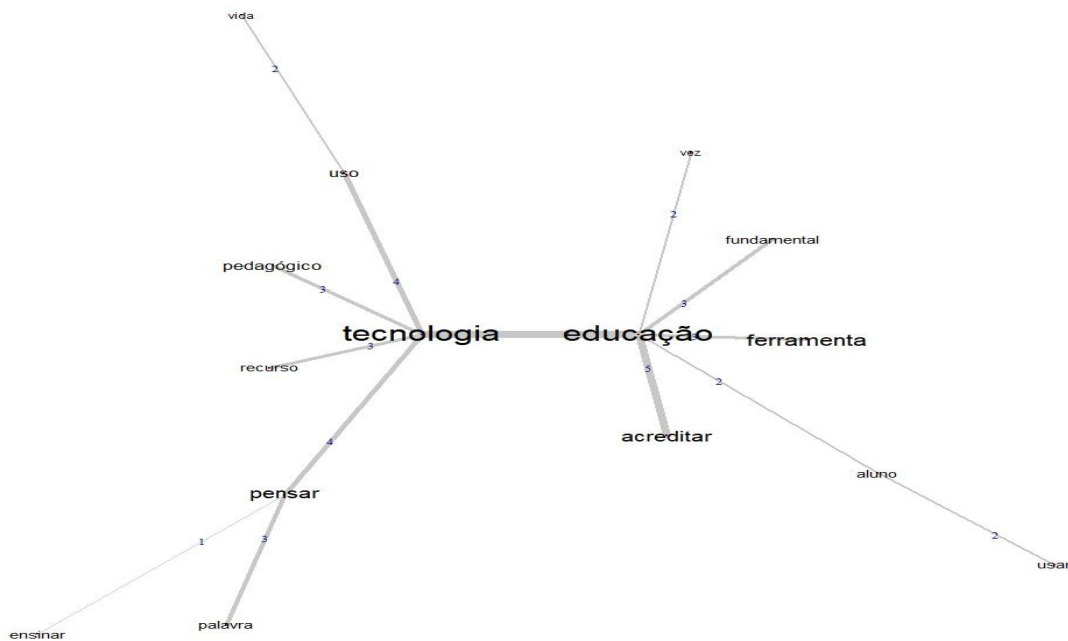 vida
2
vez
uso
2
fundamental
pedagógico
4
3
3
tecnologia
educação
3
ferramenta
3
recurso
5
2
acreditar
4
aluno
pensar
2
3
1
usar
palavra
ensinar